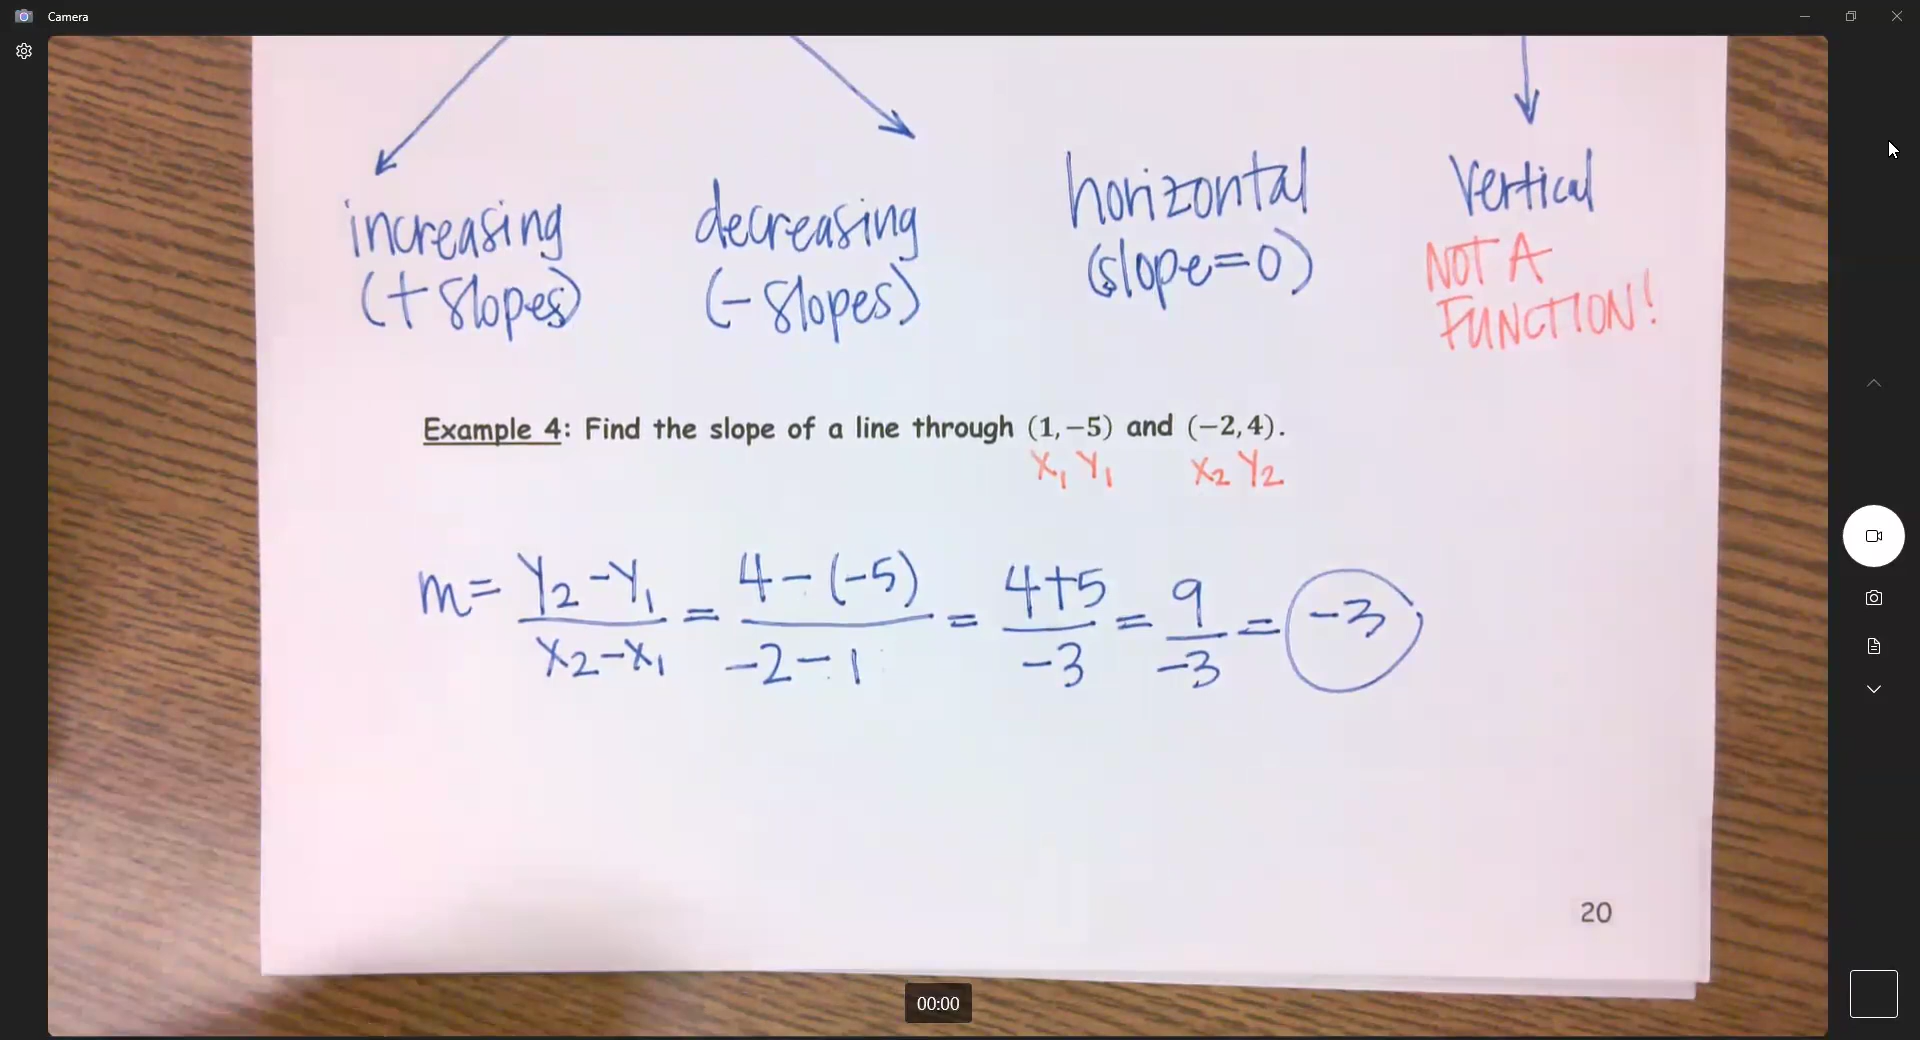 Camera
increasing
(+ slopes)
decreasing
(- slopes)
horizontal
(slope=0)
Vertical
NOT A
FUNCTION!
Example 4: Find the slope of a line through (1,−5) and (−2,4).
X₁ Y₁ X₂ Y₂
m = Y₂-Y₁/X₂-X₁ = 4-(-5)/-2-1 = 4+5/-3 = 9/-3 = -3
20
00:00